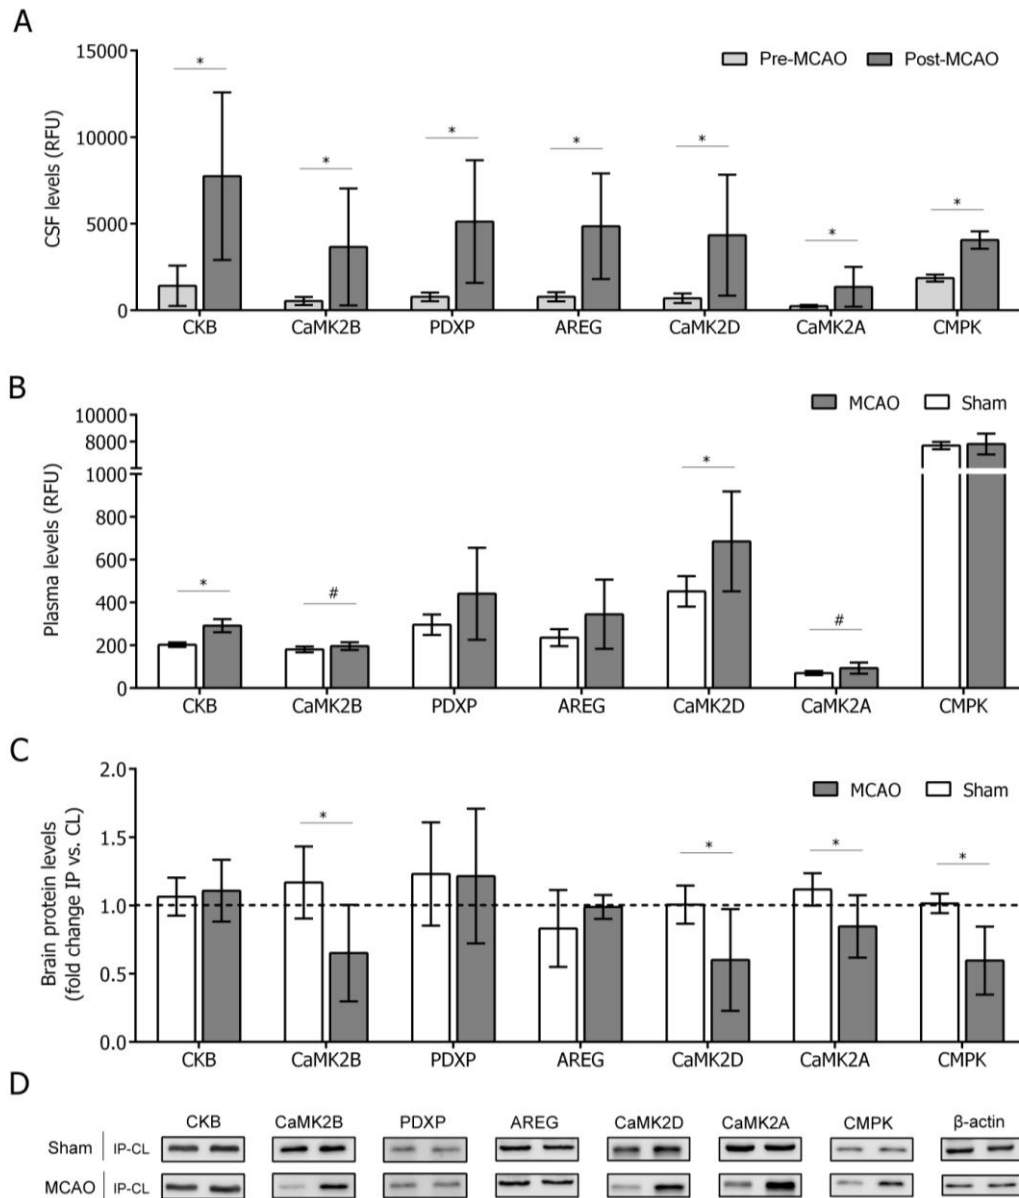 A
CSF levels (RFU)
15000
10000
5000
0
Pre-MCAO Post-MCAO
* * * * * * *
CKB CaMK2B PDXP AREG CaMK2D CaMK2A CMPK
B
Plasma levels (RFU)
10000
8000
1000
800
600
400
200
0
MCAO Sham
* # * #
CKB CaMK2B PDXP AREG CaMK2D CaMK2A CMPK
C
Brain protein levels
(fold change IP vs. CL)
2.0
1.5
1.0
0.5
0.0
MCAO Sham
* * * *
CKB CaMK2B PDXP AREG CaMK2D CaMK2A CMPK
D
CKB CaMK2B PDXP AREG CaMK2D CaMK2A CMPK β-actin
Sham IP-CL
MCAO IP-CL